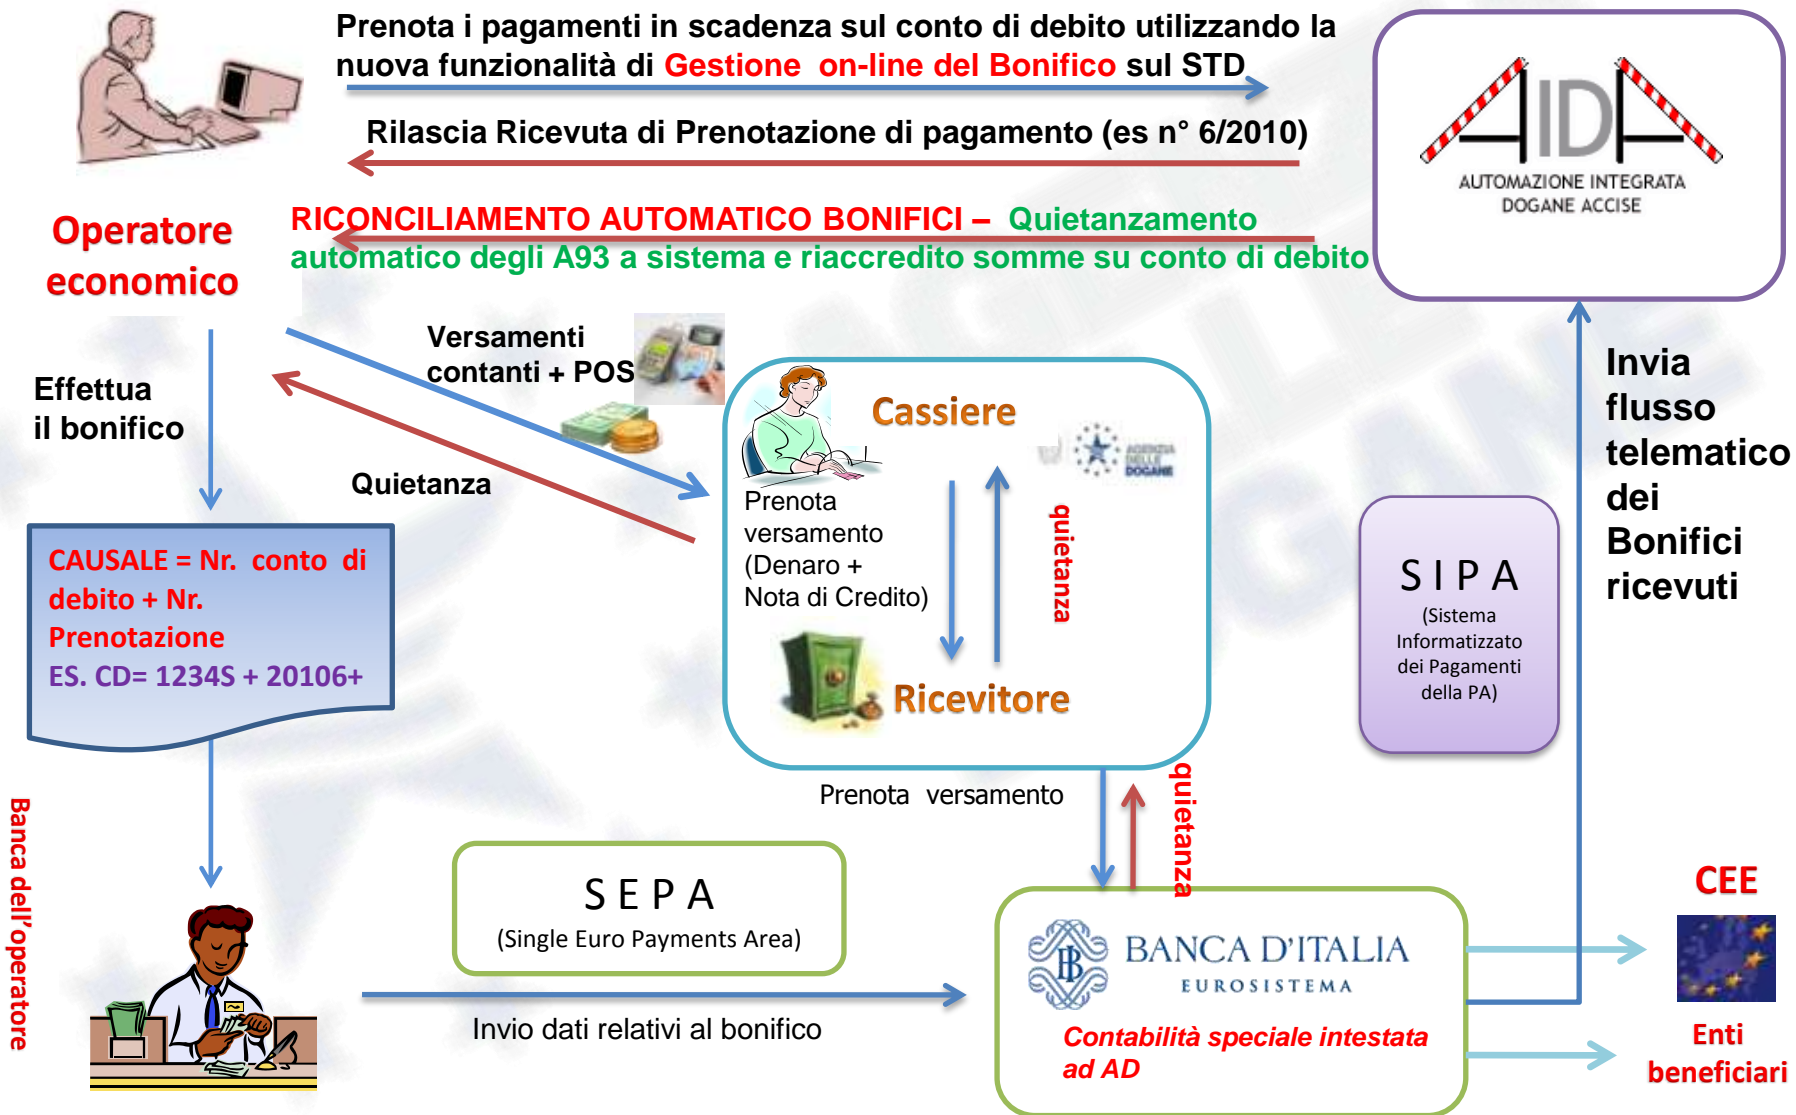 Prenota i pagamenti in scadenza sul conto di debito utilizzando la
nuova funzionalità di Gestione on-line del Bonifico sul STD
Rilascia Ricevuta di Prenotazione di pagamento (es n° 6/2010)
AIDA
AUTOMAZIONE INTEGRATA
DOGANE ACCISE
Operatore
economico
RICONCILIAMENTO AUTOMATICO BONIFICI – Quietanzamento
automatico degli A93 a sistema e riaccredito somme su conto di debito
Effettua
il bonifico
Versamenti
contanti + POS
Quietanza
Cassiere
AGENZIA
DELLE
DOGANE
Prenota
versamento
(Denaro +
Nota di Credito)
quietanza
Ricevitore
Invia
flusso
telematico
dei
Bonifici
ricevuti
S I P A
(Sistema
Informatizzato
dei Pagamenti
della PA)
CAUSALE = Nr. conto di
debito + Nr.
Prenotazione
ES. CD= 1234S + 20106+
Prenota versamento
quietanza
Banca dell'operatore
S E P A
(Single Euro Payments Area)
Invio dati relativi al bonifico
BANCA D'ITALIA
EUROSISTEMA
Contabilità speciale intestata
ad AD
CEE
Enti
beneficiari